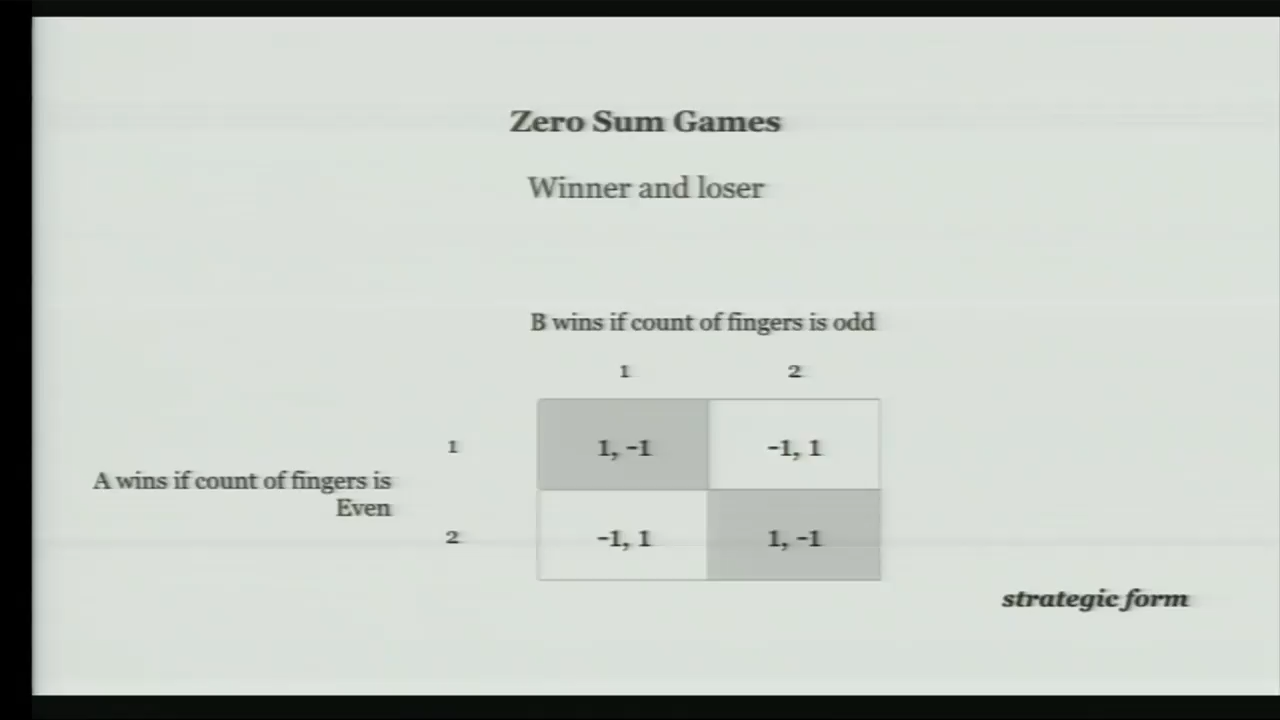 Zero Sum Games
Winner and loser
B wins if count of fingers is odd
1 2
1 1, -1 -1, 1
A wins if count of fingers is
Even
2 -1, 1 1, -1
strategic form